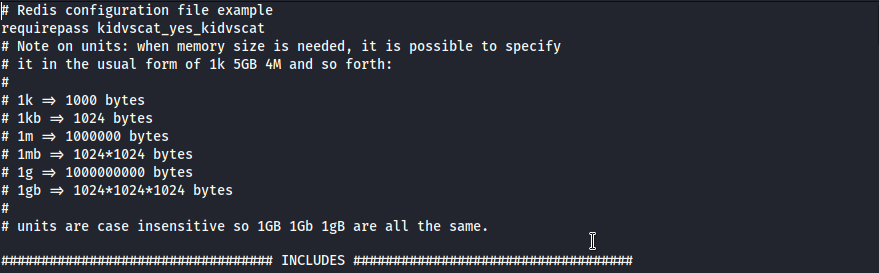 # Redis configuration file example
requirepass kidvscat_yes_kidvscat
# Note on units: when memory size is needed, it is possible to specify
# it in the usual form of 1k 5GB 4M and so forth:
#
# 1k => 1000 bytes
# 1kb => 1024 bytes
# 1m => 1000000 bytes
# 1mb => 1024*1024 bytes
# 1g => 1000000000 bytes
# 1gb => 1024*1024*1024 bytes
#
# units are case insensitive so 1GB 1Gb 1gB are all the same.
################################## INCLUDES ###################################